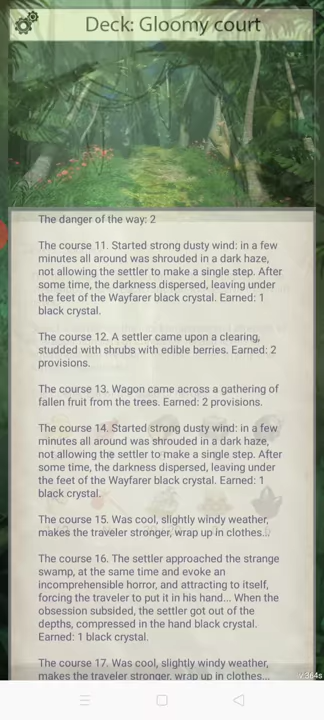 Deck: Gloomy court
The danger of the way: 2
The course 11. Started strong dusty wind: in a few
minutes all around was shrouded in a dark haze,
not allowing the settler to make a single step. After
some time, the darkness dispersed, leaving under
the feet of the Wayfarer black crystal. Earned: 1
black crystal.
The course 12. A settler came upon a clearing,
studded with shrubs with edible berries. Earned: 2
provisions.
The course 13. Wagon came across a gathering of
fallen fruit from the trees. Earned: 2 provisions.
The course 14. Started strong dusty wind: in a few
minutes all around was shrouded in a dark haze,
not allowing the settler to make a single step. After
some time, the darkness dispersed, leaving under
the feet of the Wayfarer black crystal. Earned: 1
black crystal.
The course 15. Was cool, slightly windy weather,
makes the traveler stronger, wrap up in clothes...
The course 16. The settler approached the strange
swamp, at the same time and evoke an
incomprehensible horror, and attracting to itself,
forcing the traveler to put it in his hand... When the
obsession subsided, the settler got out of the
depths, compressed in the hand black crystal.
Earned: 1 black crystal.
The course 17. Was cool, slightly windy weather,
makes the traveler stronger, wrap up in clothes...
v.364s